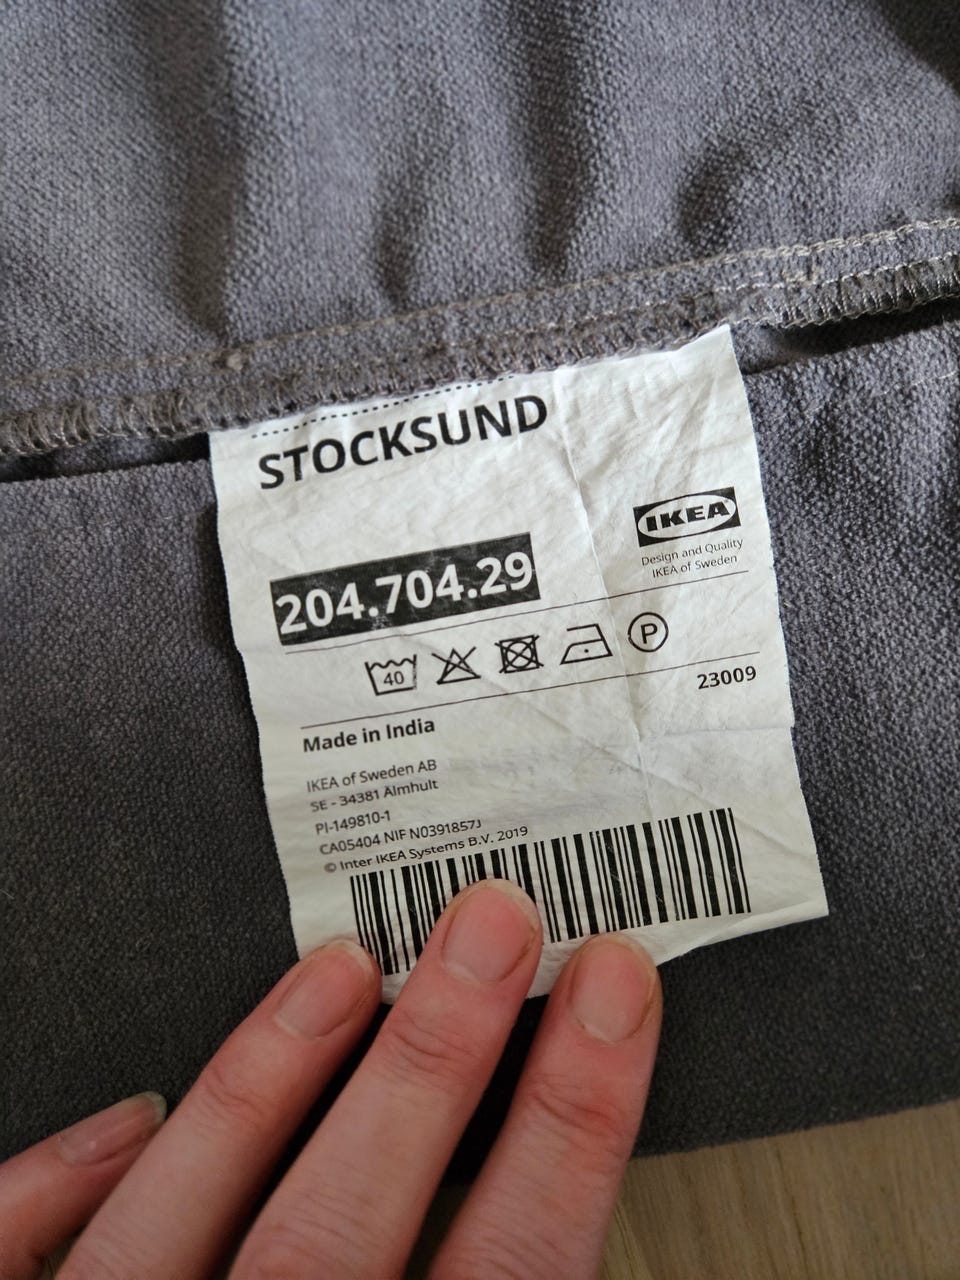 STOCKSUND
IKEA
Design and Quality
IKEA of Sweden
204.704.29
40
P
23009
Made in India
IKEA of Sweden AB
SE - 34381 Älmhult
PI-149810-1
CA05404 NIF N0391857J
© Inter IKEA Systems B.V. 2019